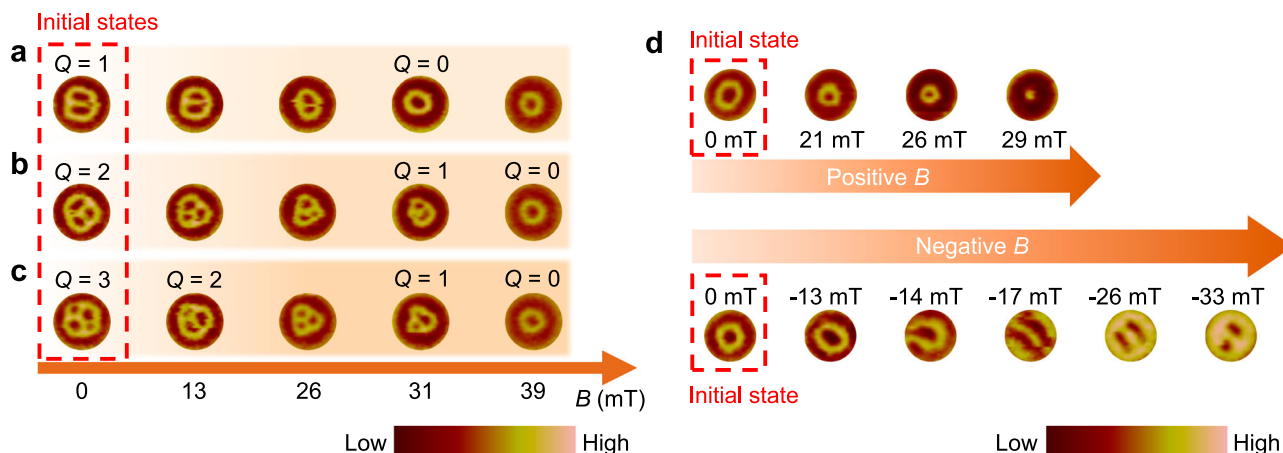 Initial states
a
Q = 1
Q = 0
b
Q = 2
Q = 1
Q = 0
c
Q = 3
Q = 2
Q = 1
Q = 0
0
13
26
31
39
B (mT)
Low
High
d
Initial state
0 mT
21 mT
26 mT
29 mT
Positive B
Negative B
0 mT
-13 mT
-14 mT
-17 mT
-26 mT
-33 mT
Initial state
Low
High